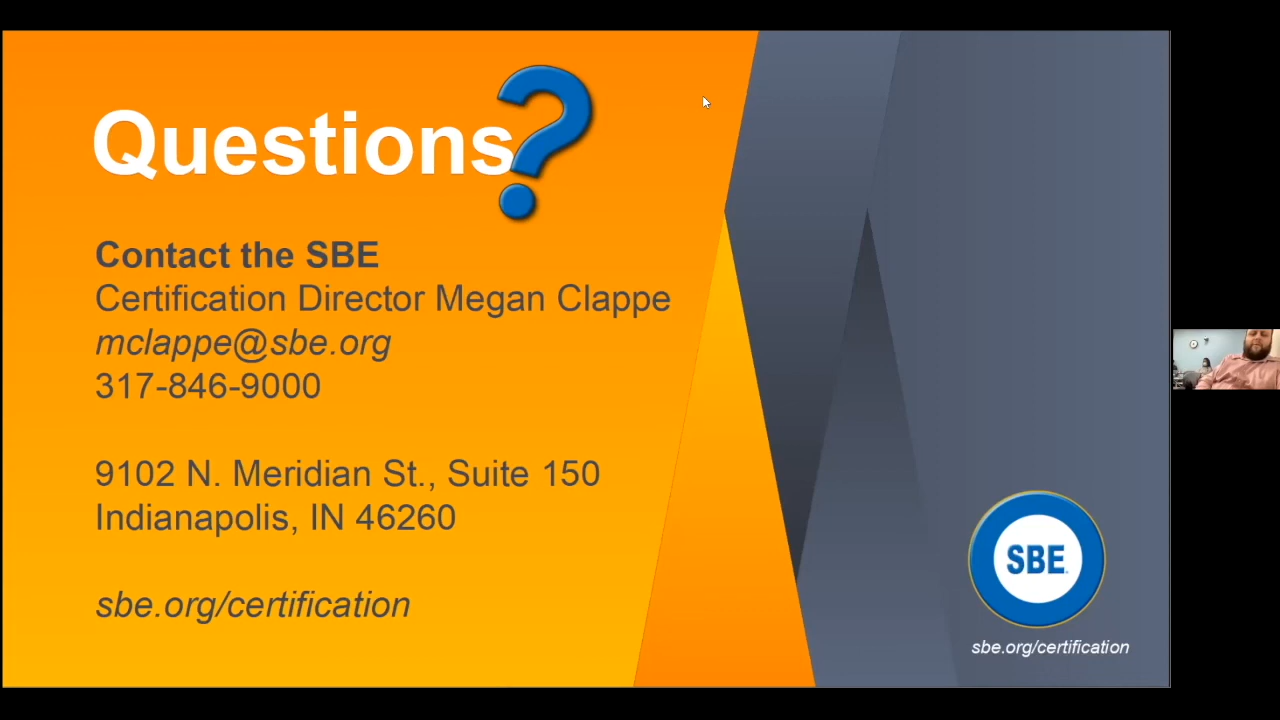 Questions?
Contact the SBE
Certification Director Megan Clappe
mclappe@sbe.org
317-846-9000
9102 N. Meridian St., Suite 150
Indianapolis, IN 46260
sbe.org/certification
SBE
sbe.org/certification